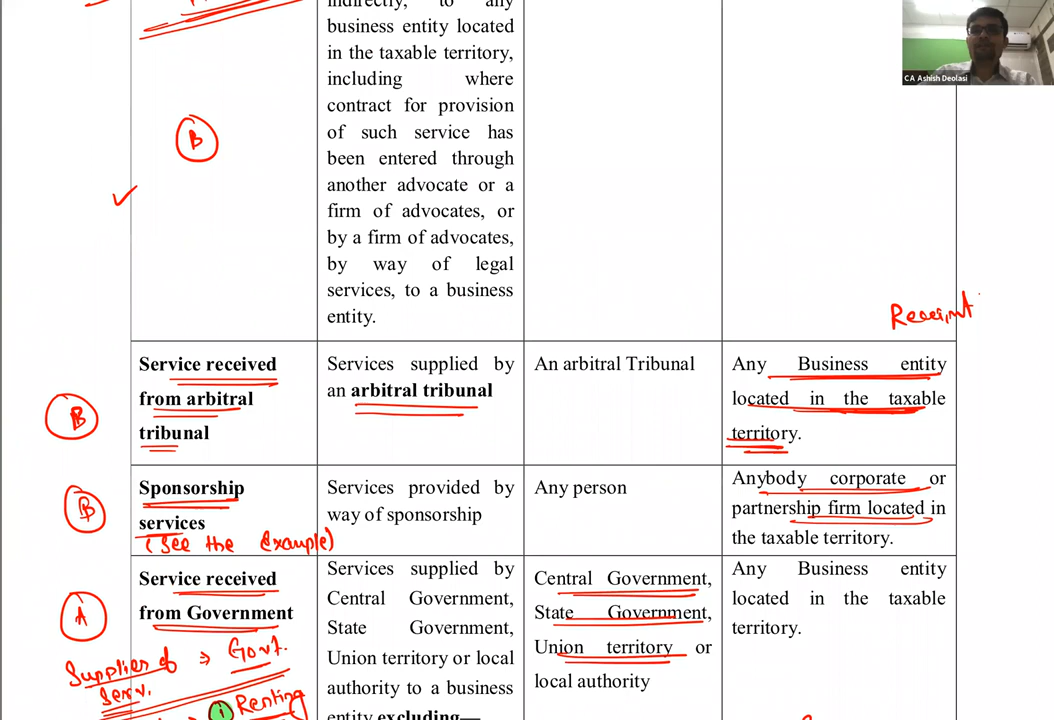 indirectly, to any
business entity located
in the taxable territory,
including where
contract for provision
of such service has
been entered through
another advocate or a
firm of advocates, or
by a firm of advocates,
by way of legal
services, to a business
entity.
B
CA Ashish Deolasi
Receipint
Service received
from arbitral
tribunal
Services supplied by
an arbitral tribunal
An arbitral Tribunal
Any Business entity
located in the taxable
territory.
B
Sponsorship
services
(See the Example)
Services provided by
way of sponsorship
Any person
Anybody corporate or
partnership firm located in
the taxable territory.
B
Service received
from Government
Services supplied by
Central Government,
State Government,
Union territory or local
authority to a business
entity excluding—
Central Government,
State Government,
Union territory or
local authority
Any Business entity
located in the taxable
territory.
A
Supplier of
Serv.
⇒ Govt.
i Renting